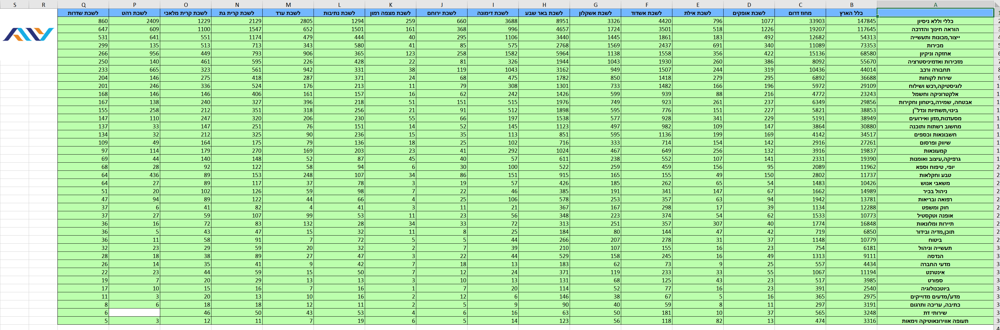 A B C D E F G H I J K L M N O P Q R S
כלל הארץ מחוז דרום לשכת אופקים לשכת אילת לשכת אשדוד לשכת אשקלון לשכת באר שבע לשכת דימונה לשכת ירוחם לשכת מצפה רמון לשכת נתיבות לשכת ערד לשכת קרית גת לשכת קרית מלאכי לשכת רהט לשכת שדרות
כללי וללא ניסיון 147845 33903 1077 796 4420 3326 8951 3688 660 259 1294 2805 2129 1229 2409 860
הוראה חינוך והדרכה 117645 19207 1226 518 3501 1724 4657 996 368 161 1501 652 1547 1100 609 647
ייצור,מכונות ותעשייה 54313 12682 492 183 1861 1445 3440 1106 295 40 444 479 1174 551 641 531
מכירות 73353 11089 340 691 2437 1569 2768 575 85 41 580 343 713 513 135 299
אחזקה וניקיון 68580 15136 422 356 1558 1138 5964 1582 258 123 365 906 793 449 956 266
מזכירות ואדמיניסטרציה 55670 8092 386 260 1930 1043 1944 326 81 22 428 226 595 461 140 250
תחבורה ורכב 44014 10436 319 244 1507 949 3162 1043 119 38 331 942 561 323 665 233
שירות לקוחות 36688 6892 295 279 1418 850 1782 475 68 24 371 287 418 275 146 204
לוגיסטיקה,רכש ושילוח 29109 5972 196 166 1482 733 1301 308 79 11 213 176 524 336 246 201
אלקטרוניקה וחשמל 23243 4772 216 88 939 599 1426 242 62 16 157 161 406 146 146 168
אבטחה, שמירה,ביטחון וחקירות 29856 6349 237 261 923 749 1976 515 151 51 218 396 327 240 138 167
בינוי,תשתיות ונדל"ן 38853 5821 227 151 776 595 1898 512 91 21 256 318 351 212 258 155
מסעדנות,מזון ואירועים 38949 5191 229 341 928 577 1538 197 66 55 230 206 320 247 110 147
מחשוב רשתות ותוכנה 30880 3864 147 109 982 497 1123 145 52 14 151 76 251 147 33 137
חשבונאות וכספים 34517 4142 169 199 1136 595 851 113 35 15 236 90 325 212 32 134
שיווק ופרסום 27261 2916 142 154 714 333 716 102 25 18 136 79 175 164 49 109
קמעונאות 19837 3916 132 256 649 467 1024 292 41 23 203 169 270 179 114 97
גרפיקה,עיצוב ואומנות 19390 2331 141 107 552 238 611 57 40 45 87 52 148 140 44 69
יופי, טיפוח וספא 11962 2089 95 156 459 259 522 100 30 6 94 58 122 92 28 68
טבע וחקלאות 11737 2802 150 49 155 165 915 151 86 34 107 248 153 89 436 64
משאבי אנוש 10426 1483 54 65 262 185 426 57 19 3 78 37 117 89 27 64
ניהול בכיר 14989 1662 67 147 341 191 385 46 22 7 98 59 126 102 20 51
רפואה ובריאות 13781 1942 94 63 357 253 578 106 25 4 66 44 122 89 94 47
חוק ומשפט 12288 1134 39 17 298 167 367 21 11 3 41 4 82 41 6 37
אופנה וטקסטיל 10773 1533 62 54 374 223 348 56 23 11 53 99 107 59 27 37
תיירות ומלונאות 16848 1774 40 307 357 251 313 72 33 34 28 132 83 72 16 36
תוכן,מדיה ובידור 6850 719 42 47 144 80 184 25 8 11 32 15 47 43 5 36
ביטוח 10779 1148 37 31 278 207 266 44 5 5 72 7 91 58 11 36
תעשייה וניהול 6181 754 23 16 155 107 210 39 7 2 32 20 59 29 23 32
הנדסה 9111 1313 49 16 245 158 529 44 22 3 47 27 89 38 18 28
מדעי החברה 4434 557 25 9 73 62 183 13 18 7 42 9 41 35 14 26
אינטרנט 11194 1067 55 33 233 119 371 24 12 7 50 15 59 44 23 22
ספורט 3985 517 23 43 125 68 131 13 10 3 13 13 29 20 7 19
ביוטכנולוגיה 2540 391 23 16 77 52 114 20 7 1 16 7 16 15 10 17
מדע/מדעים מדוייקים 2975 365 16 5 67 38 146 6 12 2 16 10 13 20 3 11
כתיבה, עריכה ותרגום 3191 297 11 8 59 40 90 9 5 2 11 12 18 18 6 8
שירותי דת 3248 565 37 10 181 50 63 16 6 4 53 43 50 46 6
תעופה אווירונאוטיקה וימאות 3316 474 13 82 118 56 123 14 5 6 19 7 11 12 3 5